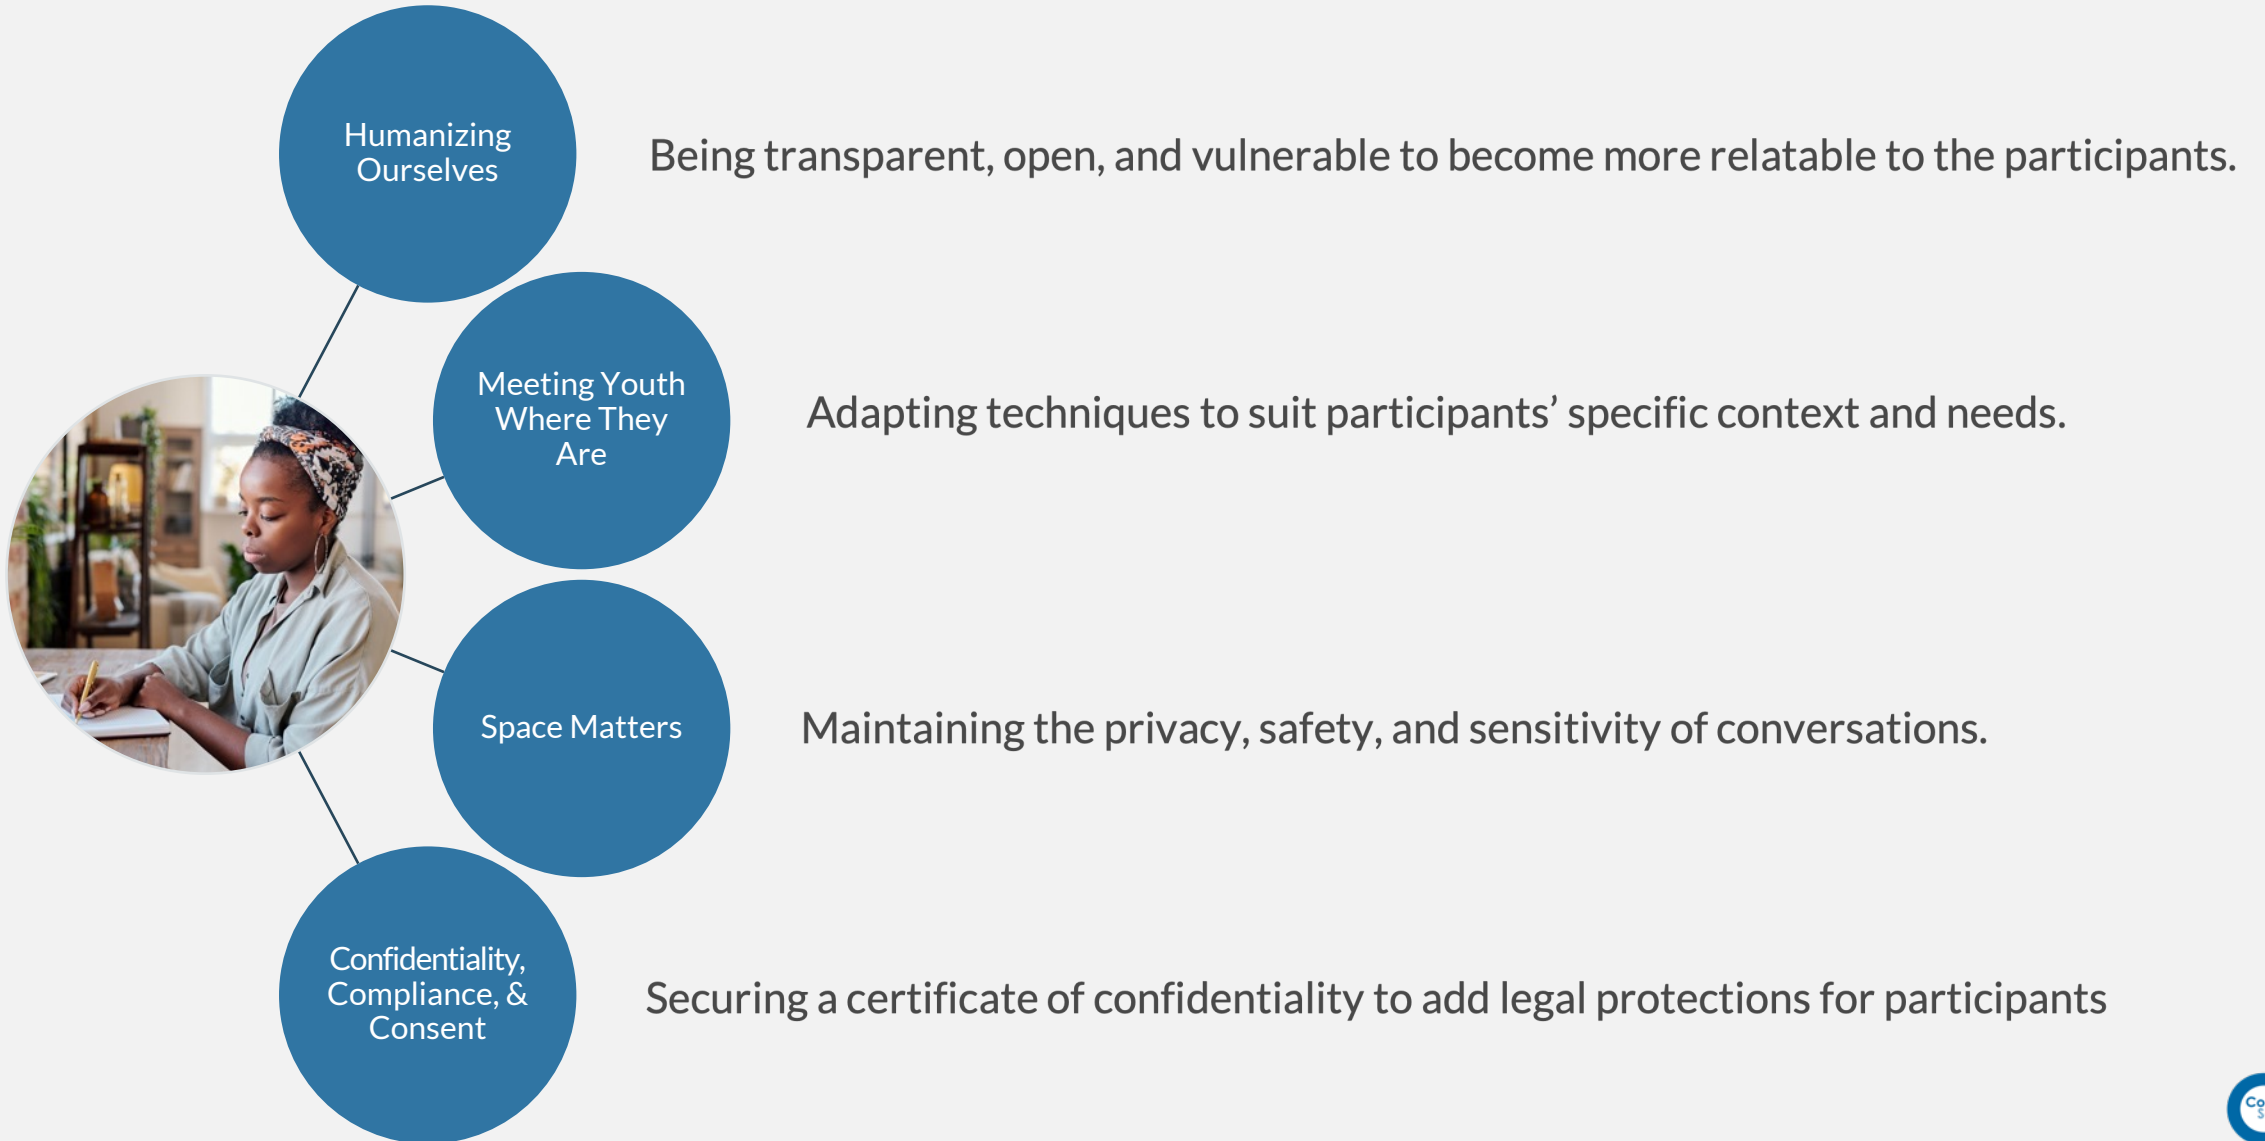 Humanizing
Ourselves
Being transparent, open, and vulnerable to become more relatable to the participants.
Meeting Youth
Where They
Are
Adapting techniques to suit participants’ specific context and needs.
Space Matters
Maintaining the privacy, safety, and sensitivity of conversations.
Confidentiality,
Compliance, &
Consent
Securing a certificate of confidentiality to add legal protections for participants